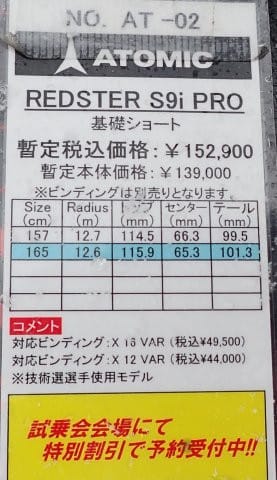 NO. AT -02
ATOMIC
REDSTER S9i PRO
基礎ショート
暫定税込価格：￥152,900
暫定本体価格：￥139,000
※ビンディングは別売りとなります。
Size (cm) Radius (m) トップ (mm) センター (mm) テール (mm)
157 12.7 114.5 66.3 99.5
165 12.6 115.9 65.3 101.3
コメント
対応ビンディング：X 16 VAR（税込¥49,500）
対応ビンディング：X 12 VAR（税込¥44,000）
※技術選選手使用モデル
試乗会会場にて
特別割引で予約受付中!!